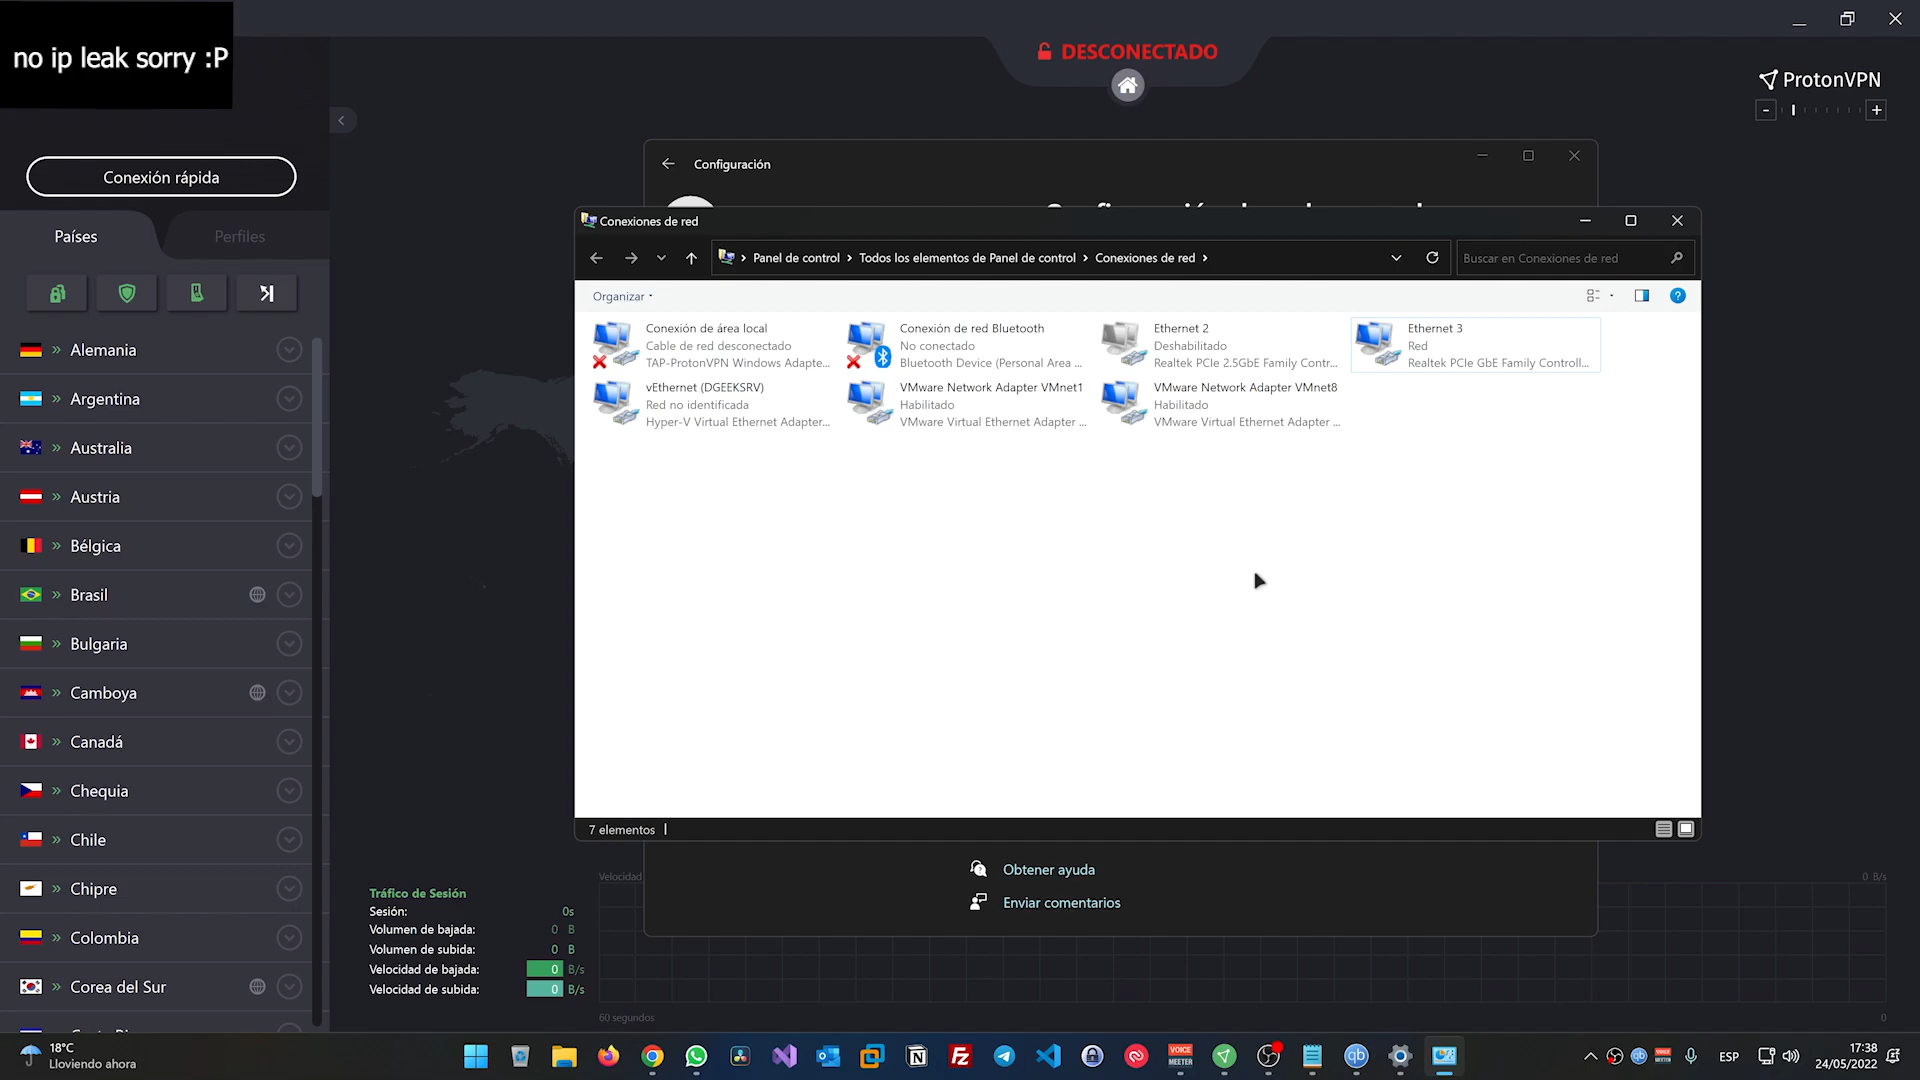 no ip leak sorry :P
DESCONECTADO
ProtonVPN
- +
Conexión rápida
Países
Perfiles
Alemania
Argentina
Australia
Austria
Bélgica
Brasil
Bulgaria
Camboya
Canadá
Chequia
Chile
Chipre
Colombia
Corea del Sur
Configuración
Conexiones de red
Panel de control
Todos los elementos de Panel de control
Conexiones de red
Buscar en Conexiones de red
Organizar
Conexión de área local
Cable de red desconectado
TAP-ProtonVPN Windows Adapte...
Conexión de red Bluetooth
No conectado
Bluetooth Device (Personal Area ...
Ethernet 2
Deshabilitado
Realtek PCIe 2.5GbE Family Contr...
Ethernet 3
Red
Realtek PCIe GbE Family Controll...
vEthernet (DGEEKSRV)
Red no identificada
Hyper-V Virtual Ethernet Adapter...
VMware Network Adapter VMnet1
Habilitado
VMware Virtual Ethernet Adapter ...
VMware Network Adapter VMnet8
Habilitado
VMware Virtual Ethernet Adapter ...
7 elementos
Obtener ayuda
Enviar comentarios
Tráfico de Sesión
Sesión: 0s
Volumen de bajada: 0 B
Volumen de subida: 0 B
Velocidad de bajada: 0 B/s
Velocidad de subida: 0 B/s
Velocidad
0 B/s
60 segundos
0
18°C
Lloviendo ahora
VOICE
MEETER
ESP
17:38
24/05/2022